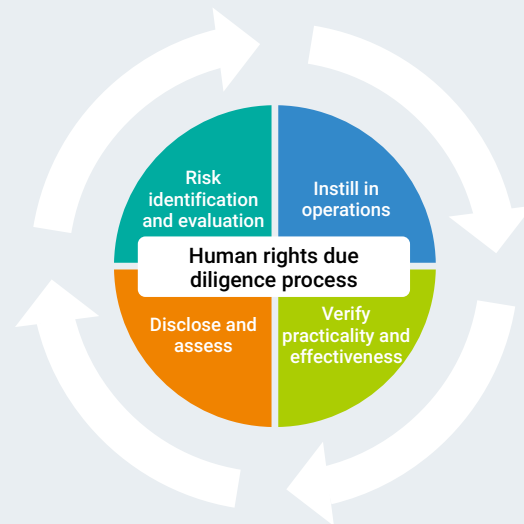 Risk
identification
and evaluation
Instill in
operations
Human rights due
diligence process
Disclose and
assess
Verify
practicality and
effectiveness